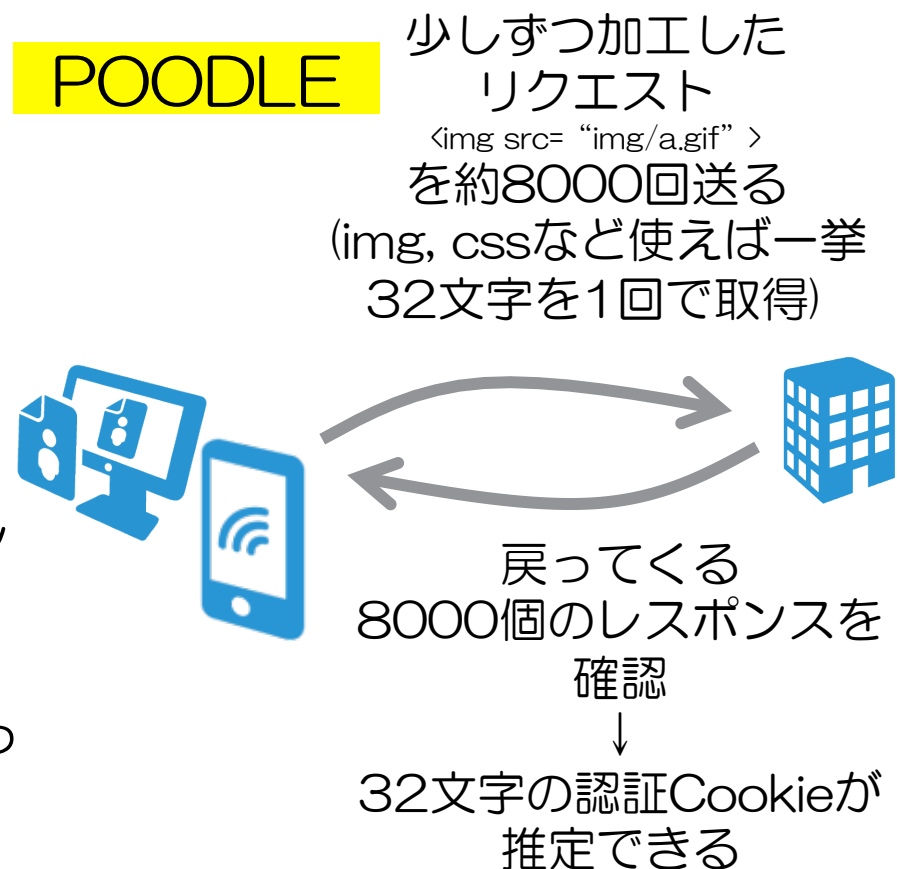 POODLE
少しずつ加工した
リクエスト
<img src= “img/a.gif” >
を約8000回送る
(img, cssなど使えば一挙
32文字を1回で取得)
戻ってくる
8000個のレスポンスを
確認
↓
32文字の認証Cookieが
推定できる